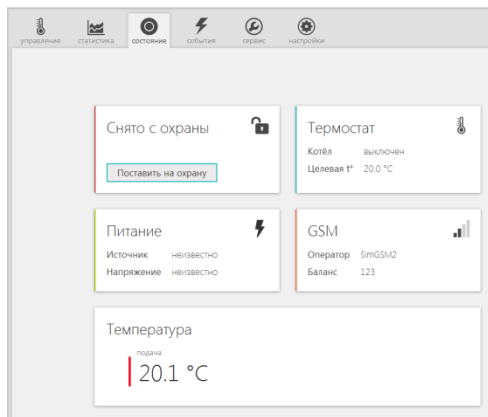 управление статистика состояние события сервис настройки
Снято с охраны
Поставить на охрану
Термостат
Котёл выключен
Целевая t° 20.0 °C
Питание
Источник неизвестно
Напряжение неизвестно
GSM
Оператор SimGSM2
Баланс 123
Температура
подача
20.1 °C